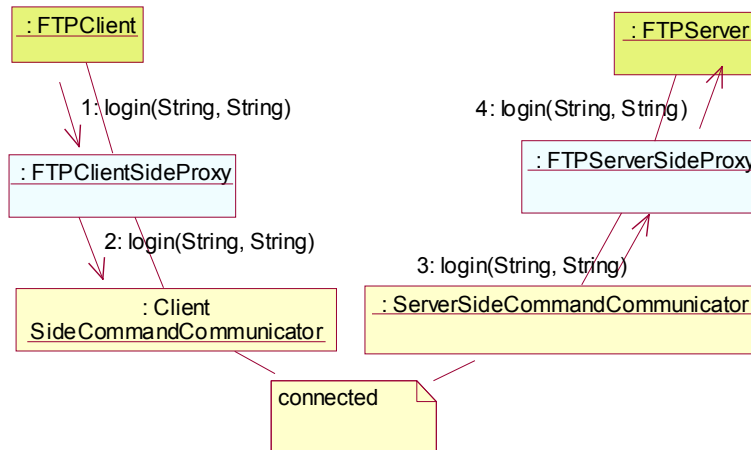 : FTPClient
: FTPServer
1: login(String, String)
4: login(String, String)
: FTPClientSideProxy
: FTPServerSideProxy
2: login(String, String)
3: login(String, String)
: Client
SideCommandCommunicator
: ServerSideCommandCommunicator
connected